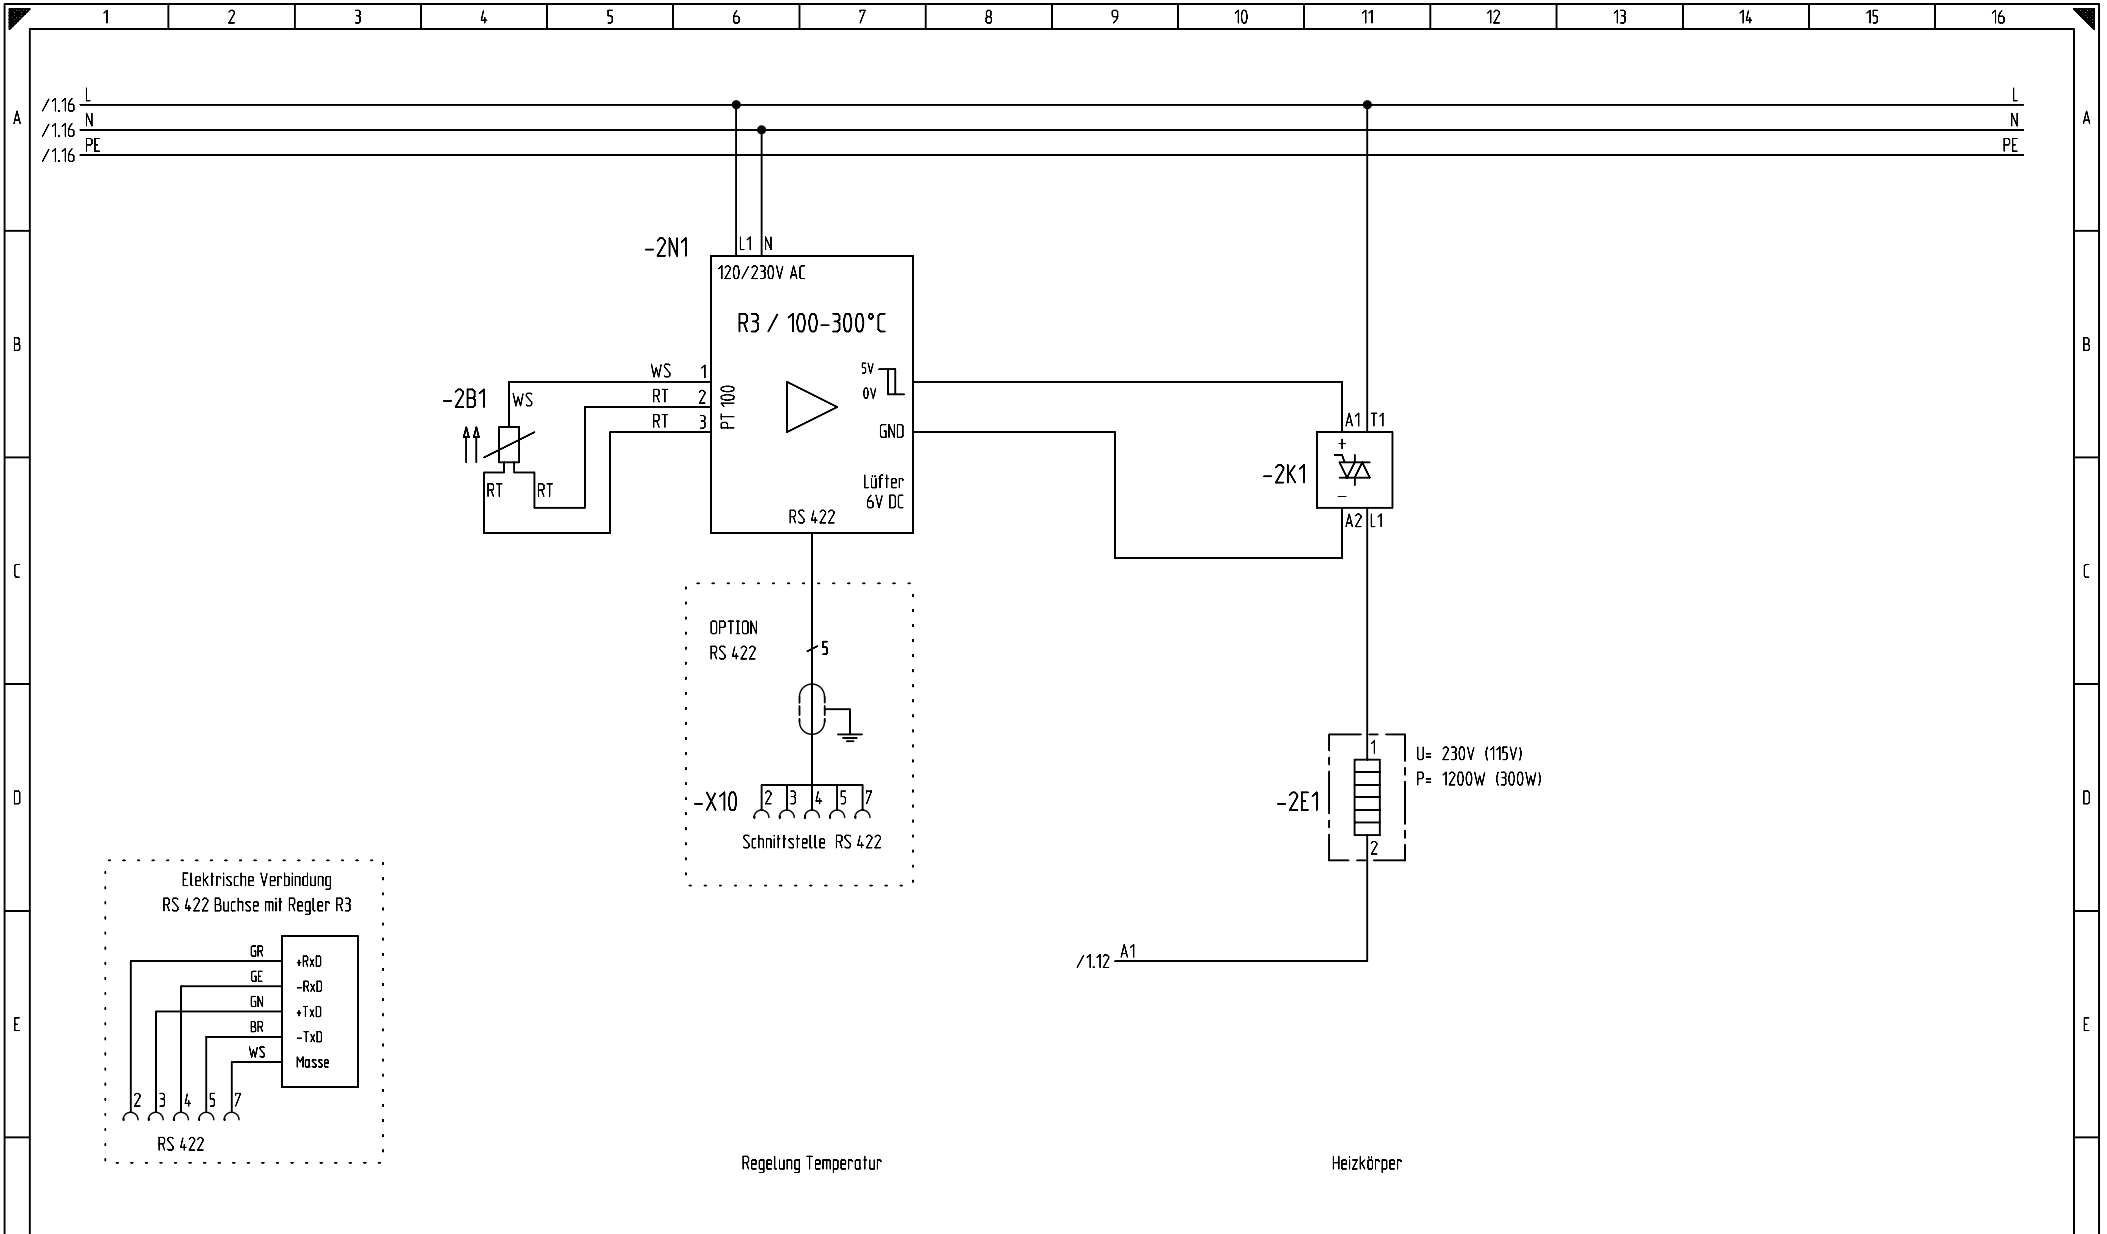 1 2 3 4 5 6 7 8 9 10 11 12 13 14 15 16
/1.16 L L
A A
/1.16 N N
/1.16 PE PE
-2N1 L1 N
120/230V AC
R3 / 100-300°C
B B
WS 1
5V
RT 2
0V
RT 3
PT 100
GND
-2B1 WS
RT RT
Lüfter
6V DC
RS 422
A1 T1
+
-2K1
-
A2 L1
C C
OPTION
RS 422
5
-X10 2 3 4 5 7
Schnittstelle RS 422
D D
1
U= 230V (115V)
P= 1200W (300W)
-2E1
2
/1.12 A1
Elektrische Verbindung
RS 422 Buchse mit Regler R3
GR +RxD
GE -RxD
GN +TxD
E E
BR -TxD
WS Masse
2 3 4 5 7
RS 422
Regelung Temperatur
Heizkörper